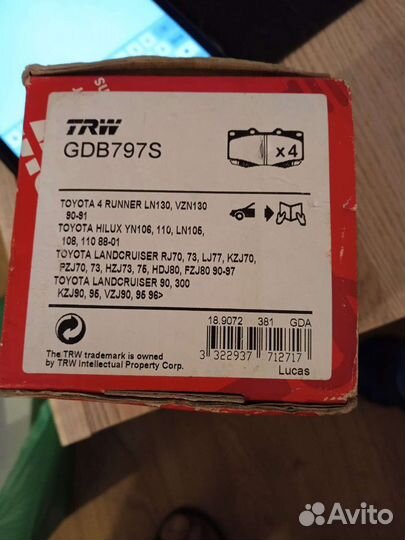 TRW
GDB797S
x4
TOYOTA 4 RUNNER LN130, VZN130
90-91
TOYOTA HILUX YN106, 110, LN105,
108, 110 88-01
TOYOTA LANDCRUISER RJ70, 73, LJ77, KZJ70,
PZJ70, 73, HZJ73, 75, HDJ80, FZJ80 90-97
TOYOTA LANDCRUISER 90, 300
KZJ90, 95, VZJ90, 95 96>
18.9072 381 GDA
3 322937 712717
Lucas
The TRW trademark is owned
by TRW Intellectual Property Corp.
Avito